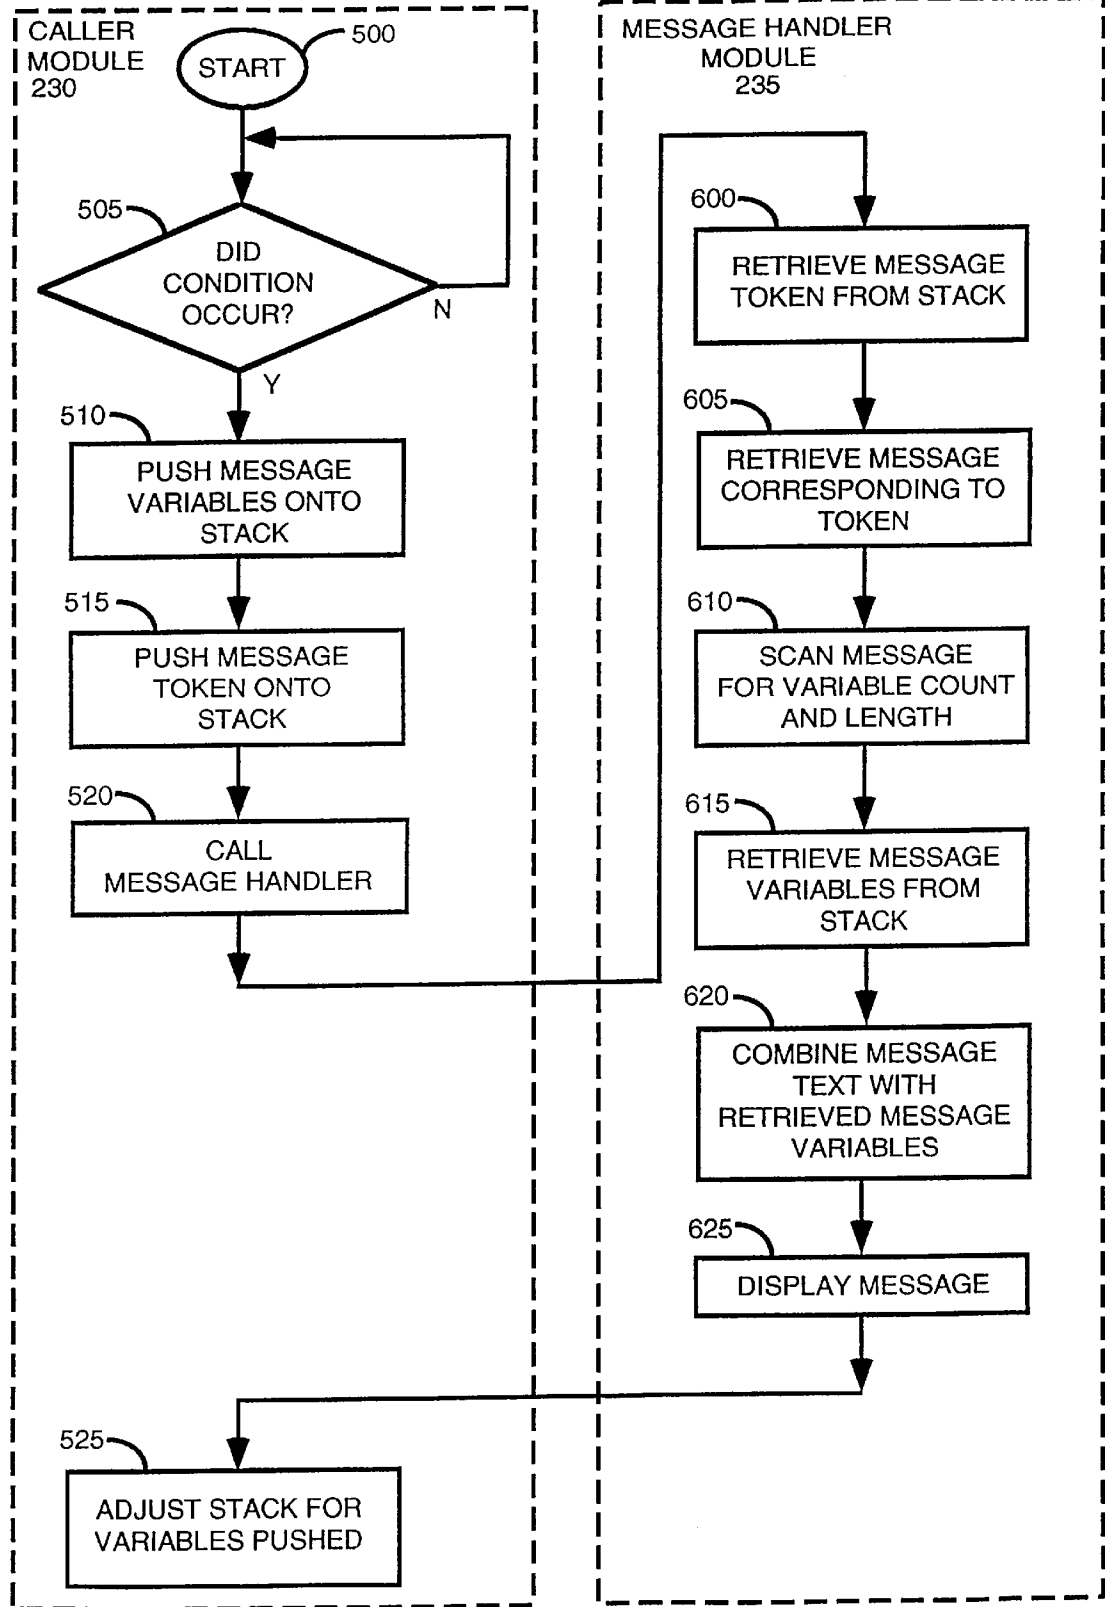 CALLER
MODULE
230
500
START
505
DID
CONDITION
OCCUR?
N
Y
510
PUSH MESSAGE
VARIABLES ONTO
STACK
515
PUSH MESSAGE
TOKEN ONTO
STACK
520
CALL
MESSAGE HANDLER
525
ADJUST STACK FOR
VARIABLES PUSHED
MESSAGE HANDLER
MODULE
235
600
RETRIEVE MESSAGE
TOKEN FROM STACK
605
RETRIEVE MESSAGE
CORRESPONDING TO
TOKEN
610
SCAN MESSAGE
FOR VARIABLE COUNT
AND LENGTH
615
RETRIEVE MESSAGE
VARIABLES FROM
STACK
620
COMBINE MESSAGE
TEXT WITH
RETRIEVED MESSAGE
VARIABLES
625
DISPLAY MESSAGE